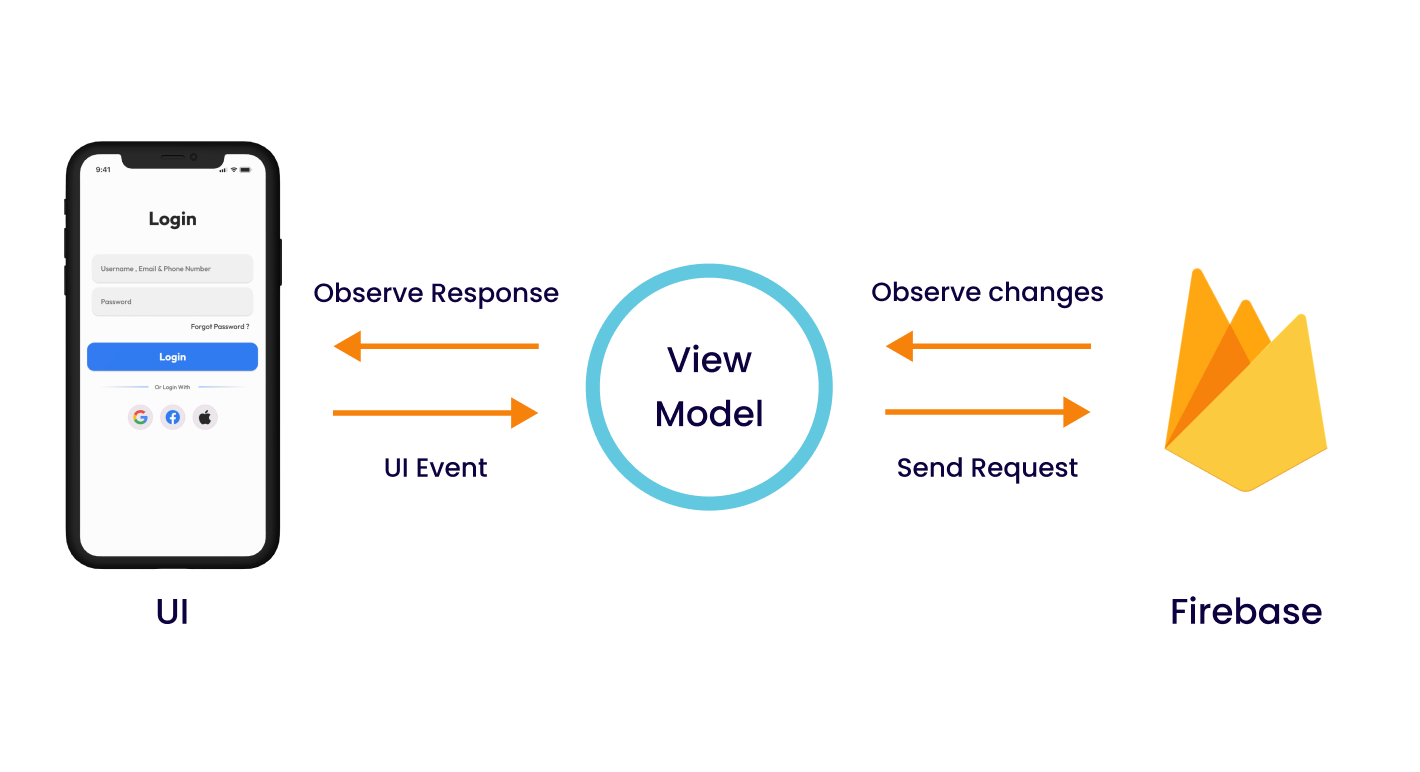 9:41
Login
Username , Email & Phone Number
Password
Forgot Password ?
Login
Or Login With
UI
Observe Response
UI Event
View
Model
Observe changes
Send Request
Firebase